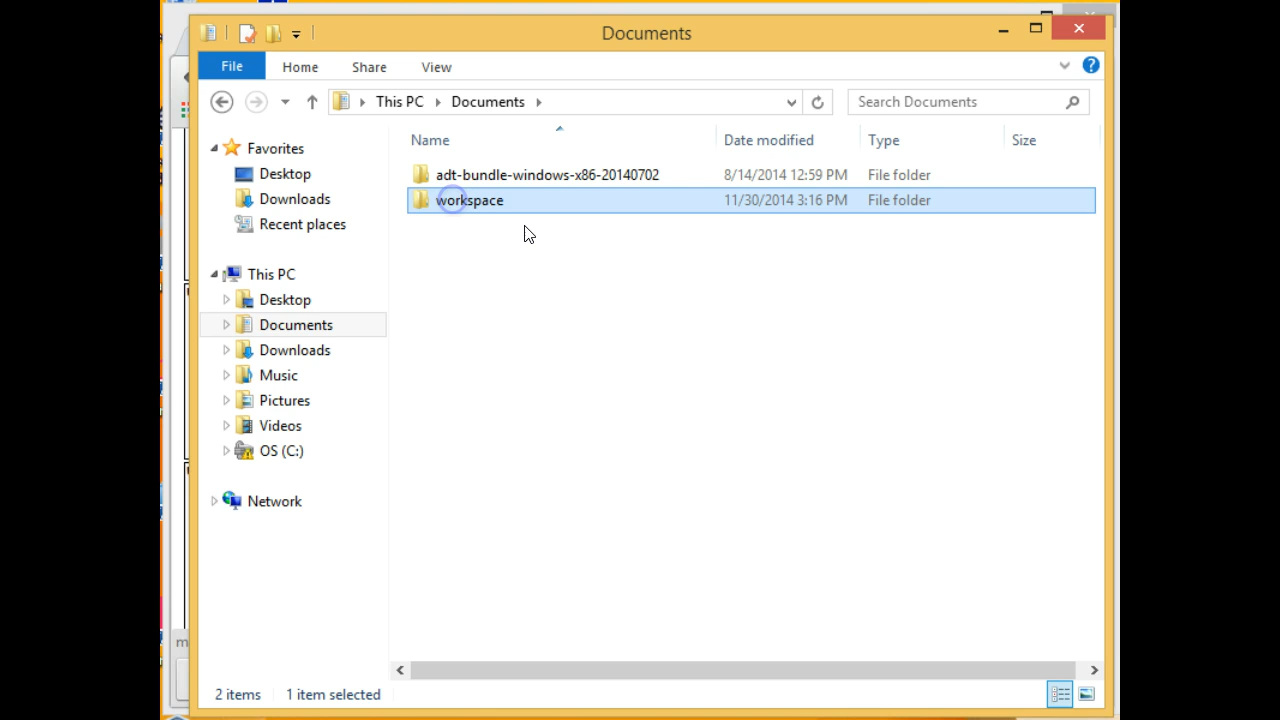 Documents
File Home Share View
This PC Documents Search Documents
Name Date modified Type Size
Favorites
Desktop
Downloads
Recent places
This PC
Desktop
Documents
Downloads
Music
Pictures
Videos
OS (C:)
Network
adt-bundle-windows-x86-20140702 8/14/2014 12:59 PM File folder
workspace 11/30/2014 3:16 PM File folder
2 items 1 item selected